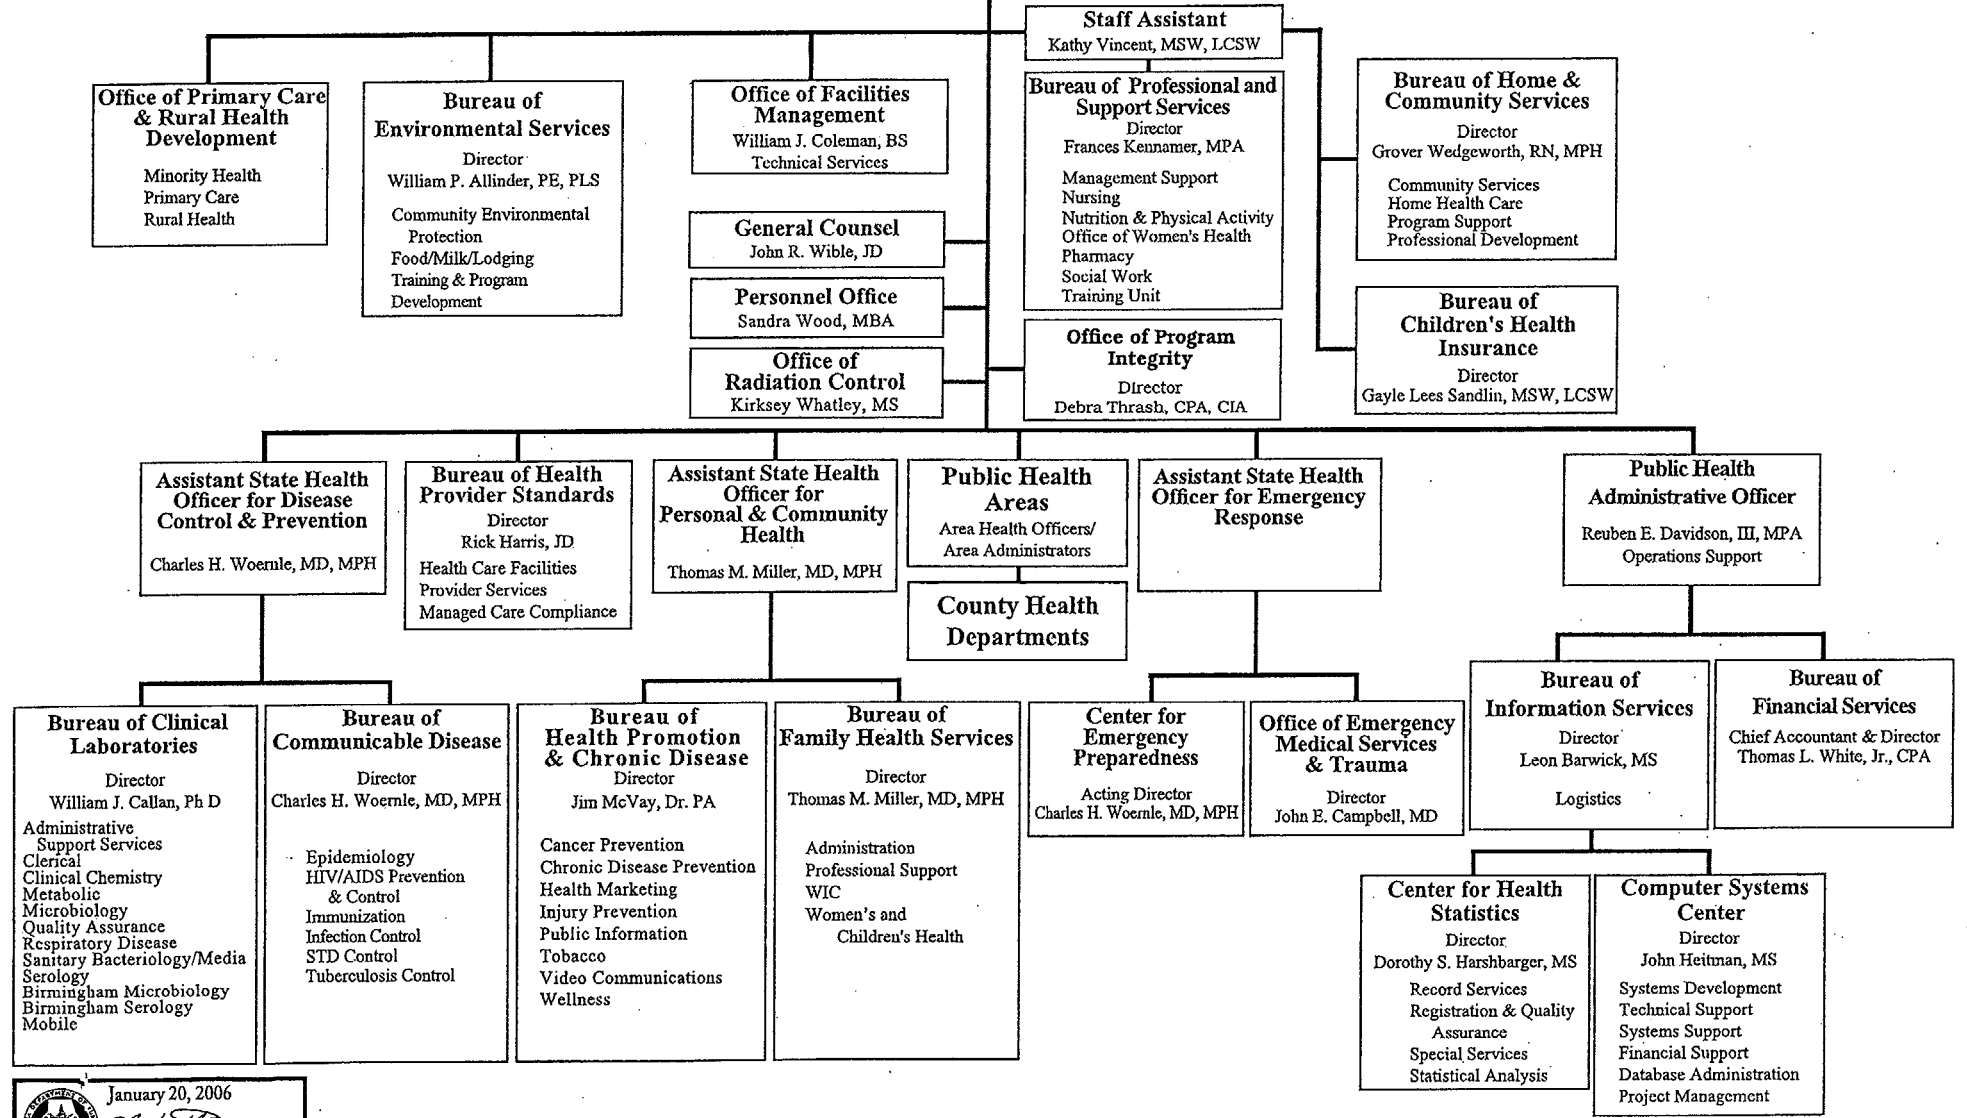 Staff Assistant
Kathy Vincent, MSW, LCSW
Office of Primary Care
& Rural Health
Development
Minority Health
Primary Care
Rural Health
Bureau of
Environmental Services
Director
William P. Allinder, PE, PLS
Community Environmental
Protection
Food/Milk/Lodging
Training & Program
Development
Office of Facilities
Management
William J. Coleman, BS
Technical Services
General Counsel
John R. Wible, JD
Personnel Office
Sandra Wood, MBA
Office of
Radiation Control
Kirksey Whatley, MS
Bureau of Professional and
Support Services
Director
Frances Kennamer, MPA
Management Support
Nursing
Nutrition & Physical Activity
Office of Women's Health
Pharmacy
Social Work
Training Unit
Office of Program
Integrity
Director
Debra Thrash, CPA, CIA
Bureau of Home &
Community Services
Director
Grover Wedgeworth, RN, MPH
Community Services
Home Health Care
Program Support
Professional Development
Bureau of
Children's Health
Insurance
Director
Gayle Lees Sandlin, MSW, LCSW
Assistant State Health
Officer for Disease
Control & Prevention
Charles H. Woernle, MD, MPH
Bureau of Health
Provider Standards
Director
Rick Harris, JD
Health Care Facilities
Provider Services
Managed Care Compliance
Assistant State Health
Officer for
Personal & Community
Health
Thomas M. Miller, MD, MPH
Public Health
Areas
Area Health Officers/
Area Administrators
County Health
Departments
Assistant State Health
Officer for Emergency
Response
Public Health
Administrative Officer
Reuben E. Davidson, III, MPA
Operations Support
Bureau of Clinical
Laboratories
Director
William J. Callan, Ph D
Administrative
Support Services
Clerical
Clinical Chemistry
Metabolic
Microbiology
Quality Assurance
Respiratory Disease
Sanitary Bacteriology/Media
Serology
Birmingham Microbiology
Birmingham Serology
Mobile
Bureau of
Communicable Disease
Director
Charles H. Woernle, MD, MPH
Epidemiology
HIV/AIDS Prevention
& Control
Immunization
Infection Control
STD Control
Tuberculosis Control
Bureau of
Health Promotion
& Chronic Disease
Director
Jim McVay, Dr. PA
Cancer Prevention
Chronic Disease Prevention
Health Marketing
Injury Prevention
Public Information
Tobacco
Video Communications
Wellness
Bureau of
Family Health Services
Director
Thomas M. Miller, MD, MPH
Administration
Professional Support
WIC
Women's and
Children's Health
Center for
Emergency
Preparedness
Acting Director
Charles H. Woernle, MD, MPH
Office of Emergency
Medical Services
& Trauma
Director
John E. Campbell, MD
Bureau of
Information Services
Director
Leon Barwick, MS
Logistics
Bureau of
Financial Services
Chief Accountant & Director
Thomas L. White, Jr., CPA
Center for Health
Statistics
Director
Dorothy S. Harshbarger, MS
Record Services
Registration & Quality
Assurance
Special Services
Statistical Analysis
Computer Systems
Center
Director
John Heitman, MS
Systems Development
Technical Support
Systems Support
Financial Support
Database Administration
Project Management
January 20, 2006